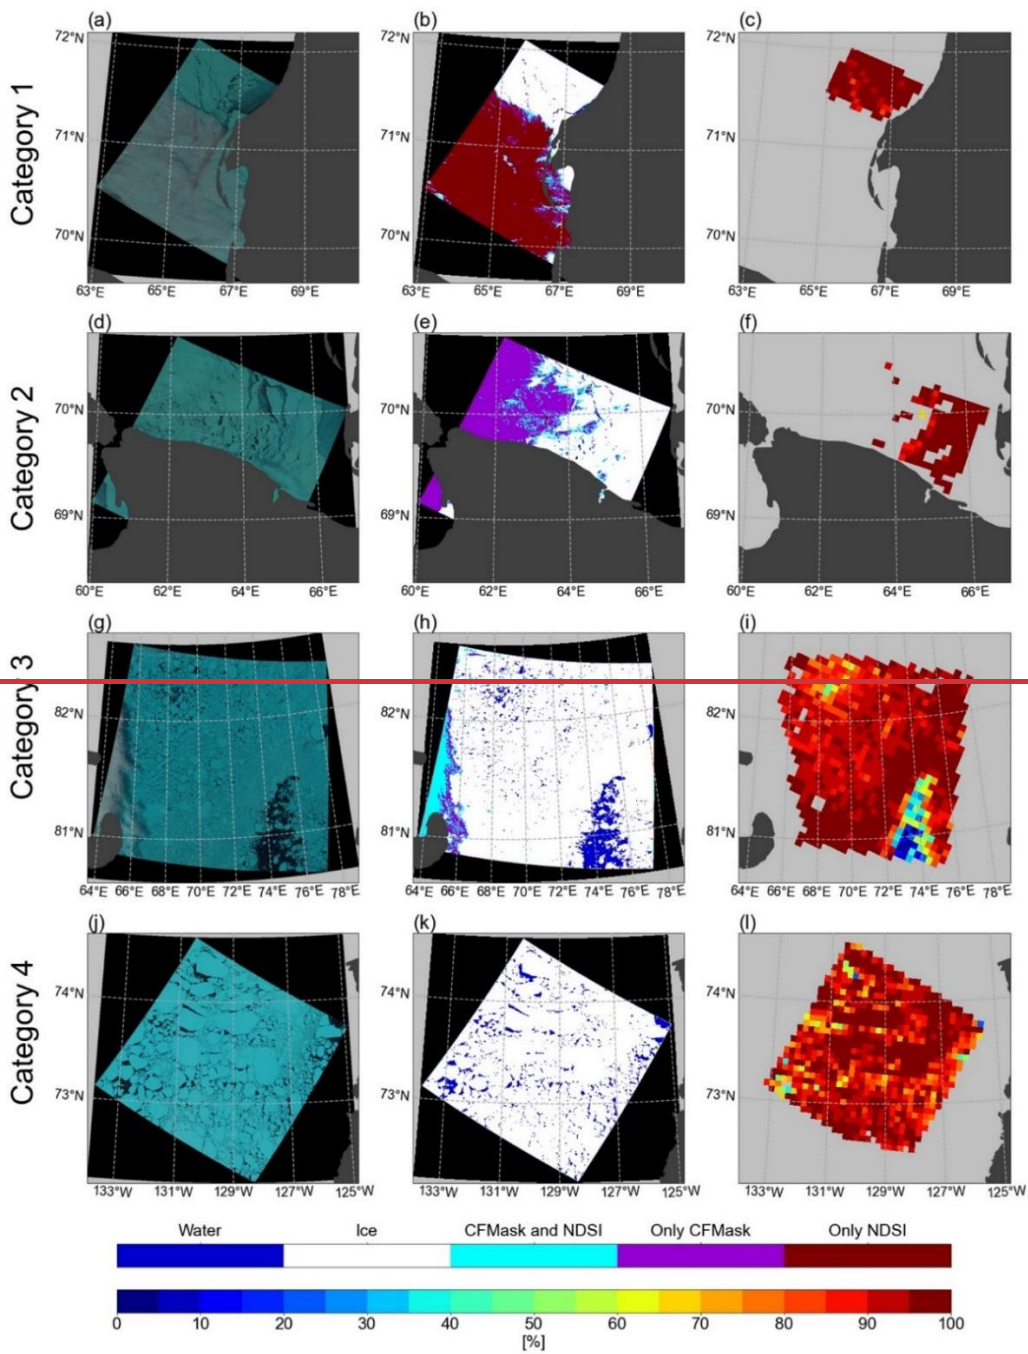 (a) (b) (c)
72°N 72°N 72°N
71°N 71°N 71°N
70°N 70°N 70°N
63°E 65°E 67°E 69°E 63°E 65°E 67°E 69°E 63°E 65°E 67°E 69°E
Category 1
(d) (e) (f)
70°N 70°N 70°N
69°N 69°N 69°N
60°E 62°E 64°E 66°E 60°E 62°E 64°E 66°E 60°E 62°E 64°E 66°E
Category 2
(g) (h) (i)
82°N 82°N 82°N
81°N 81°N 81°N
64°E 66°E 68°E 70°E 72°E 74°E 76°E 78°E 64°E 66°E 68°E 70°E 72°E 74°E 76°E 78°E 64°E 66°E 68°E 70°E 72°E 74°E 76°E 78°E
Category 3
(j) (k) (l)
74°N 74°N 74°N
73°N 73°N 73°N
133°W 131°W 129°W 127°W 125°W 133°W 131°W 129°W 127°W 125°W 133°W 131°W 129°W 127°W 125°W
Category 4
Water Ice CFMask and NDSI Only CFMask Only NDSI
0 10 20 30 40 50 60 70 80 90 100
[%]